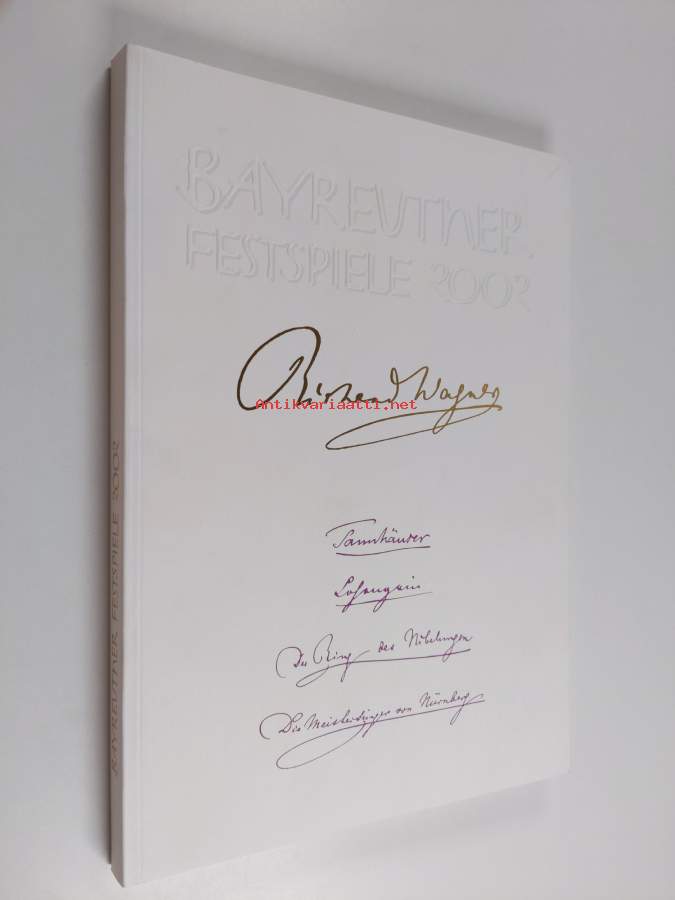 BAYREUTHER
FESTSPIELE 2002
Richard Wagner
Antikvariaatti.net
Tannhäuser
Lohengrin
Der Ring des Nibelungen
Die Meistersinger von Nürnberg
BAYREUTHER FESTSPIELE 2002